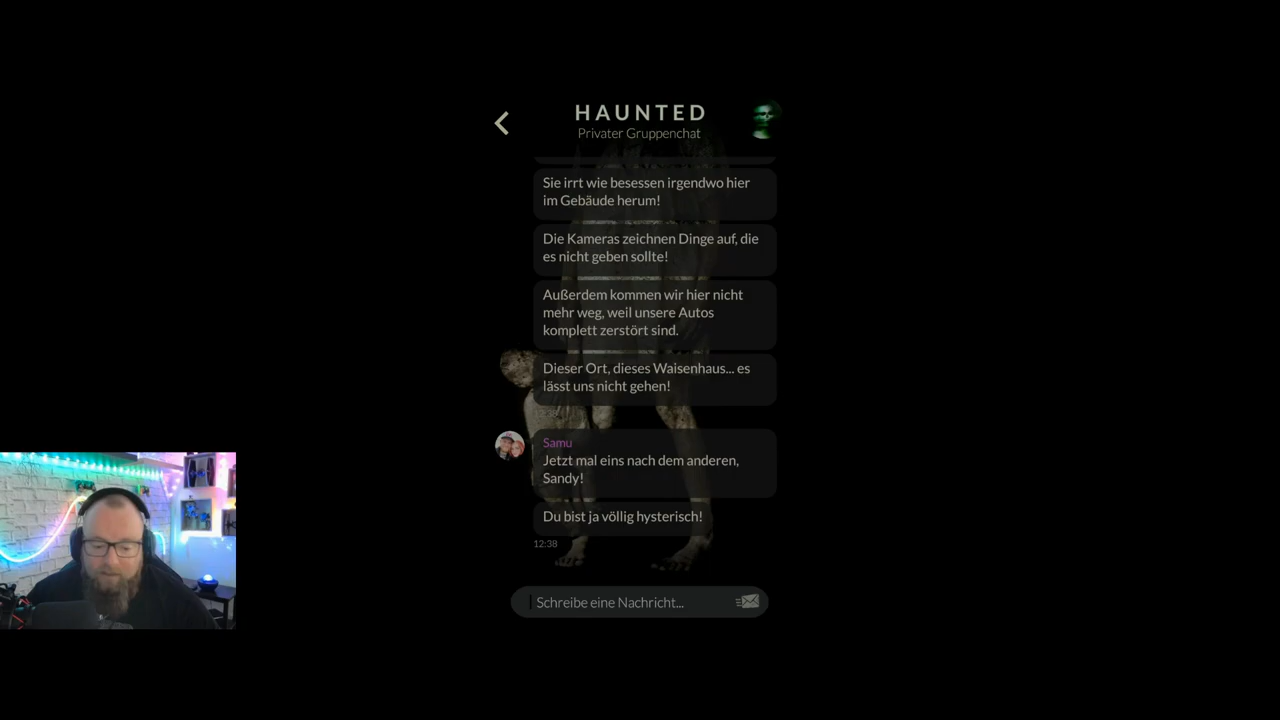 HAUNTED
Privater Gruppenchat
Sie irrt wie besessen irgendwo hier
im Gebäude herum!
Die Kameras zeichnen Dinge auf, die
es nicht geben sollte!
Außerdem kommen wir hier nicht
mehr weg, weil unsere Autos
komplett zerstört sind.
Dieser Ort, dieses Waisenhaus... es
lässt uns nicht gehen!
Samu
Jetzt mal eins nach dem anderen,
Sandy!
Du bist ja völlig hysterisch!
12:38
Schreibe eine Nachricht...